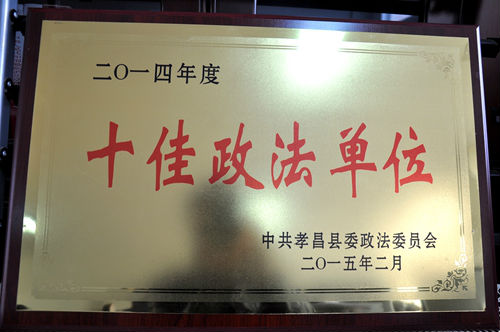 二〇一四年度
十佳政法单位
中共孝昌县委政法委员会
二〇一五年二月